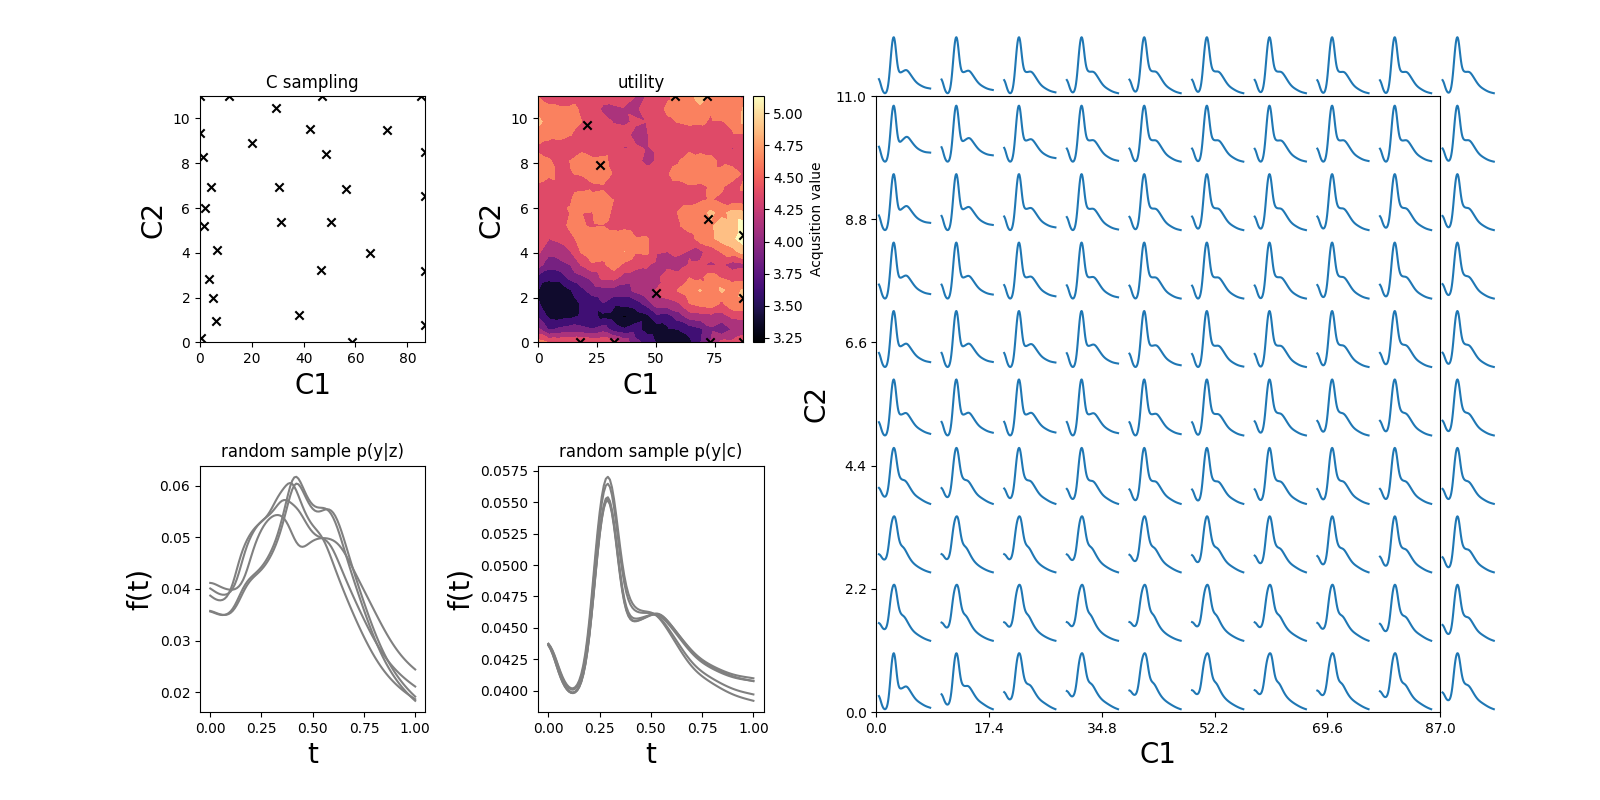 C sampling
10
8
6
4
2
0
0 20 40 60 80
C2
C1
utility
10
8
6
4
2
0
0 25 50 75
C2
C1
5.00
4.75
4.50
4.25
4.00
3.75
3.50
3.25
Acqusition value
random sample p(y|z)
0.06
0.05
0.04
0.03
0.02
0.00 0.25 0.50 0.75 1.00
f(t)
t
random sample p(y|c)
0.0575
0.0550
0.0525
0.0500
0.0475
0.0450
0.0425
0.0400
0.00 0.25 0.50 0.75 1.00
f(t)
t
11.0
8.8
6.6
4.4
2.2
0.0
0.0 17.4 34.8 52.2 69.6 87.0
C2
C1